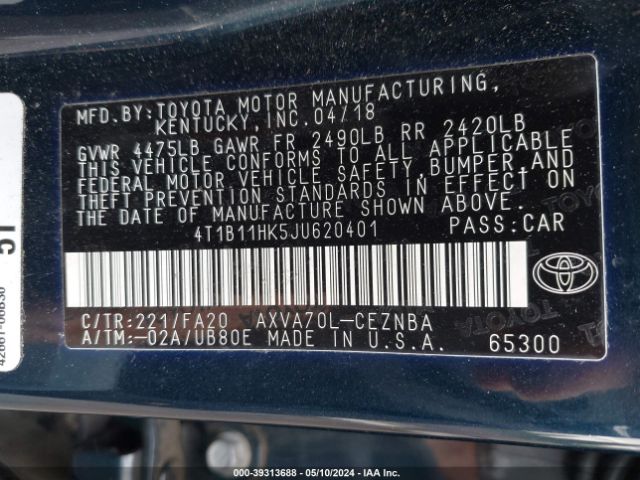 MFD.BY:TOYOTA MOTOR MANUFACTURING,
KENTUCKY, INC. 04/18
GVWR 4475LB GAWR FR 2490LB RR 2420LB
THIS VEHICLE CONFORMS TO ALL APPLICABLE
FEDERAL MOTOR VEHICLE SAFETY, BUMPER, AND
THEFT PREVENTION STANDARDS IN EFFECT ON
THE DATE OF MANUFACTURE SHOWN ABOVE.
4T1B11HK5JU620401 PASS.CAR
C/TR:221/FA20 AXVA70L-CEZNBA
A/TM:-02A/UB80E MADE IN U.S.A. 65300
000-39313688 - 05/10/2024 - IAA Inc.